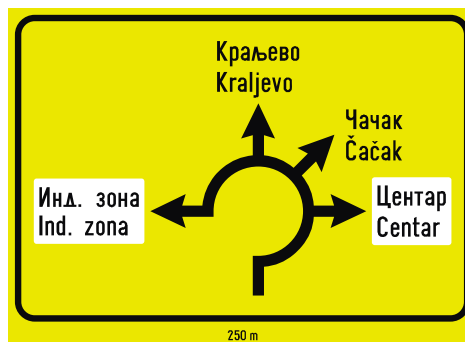 Краљево
Kraljevo
Чачак
Čačak
Инд. зона
Ind. zona
Центар
Centar
250 m